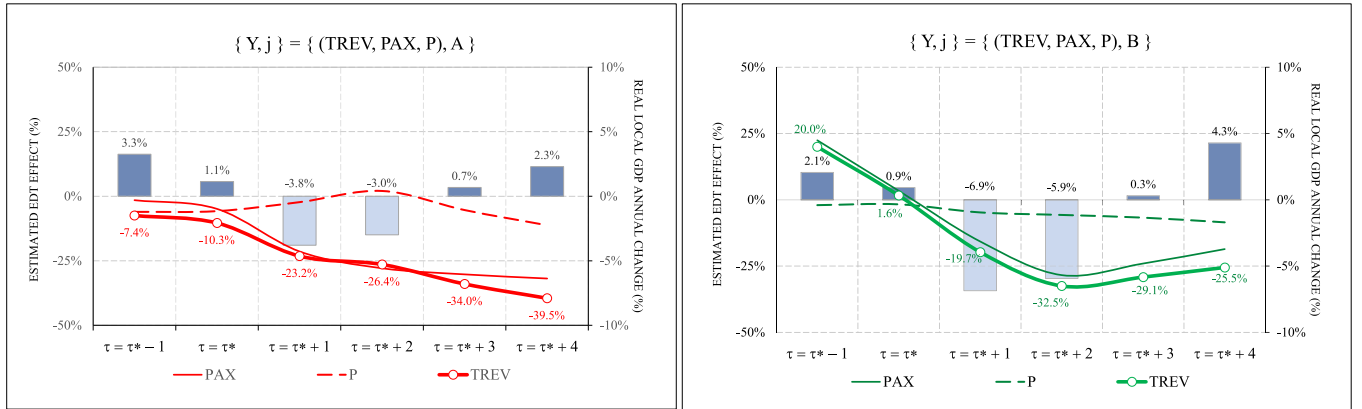 { Y, j } = { (TREV, PAX, P), A }
ESTIMATED EDT EFFECT (%)
50%
25%
0%
-25%
-50%
3.3%
1.1%
-3.8%
-3.0%
0.7%
2.3%
-7.4%
-10.3%
-23.2%
-26.4%
-34.0%
-39.5%
10%
5%
0%
-5%
-10%
REAL LOCAL GDP ANNUAL CHANGE (%)
τ = τ* − 1
τ = τ*
τ = τ* + 1
τ = τ* + 2
τ = τ* + 3
τ = τ* + 4
PAX
P
TREV
{ Y, j } = { (TREV, PAX, P), B }
ESTIMATED EDT EFFECT (%)
50%
25%
0%
-25%
-50%
20.0%
2.1%
0.9%
-6.9%
-5.9%
0.3%
4.3%
1.6%
-19.7%
-32.5%
-29.1%
-25.5%
10%
5%
0%
-5%
-10%
REAL LOCAL GDP ANNUAL CHANGE (%)
τ = τ* − 1
τ = τ*
τ = τ* + 1
τ = τ* + 2
τ = τ* + 3
τ = τ* + 4
PAX
P
TREV